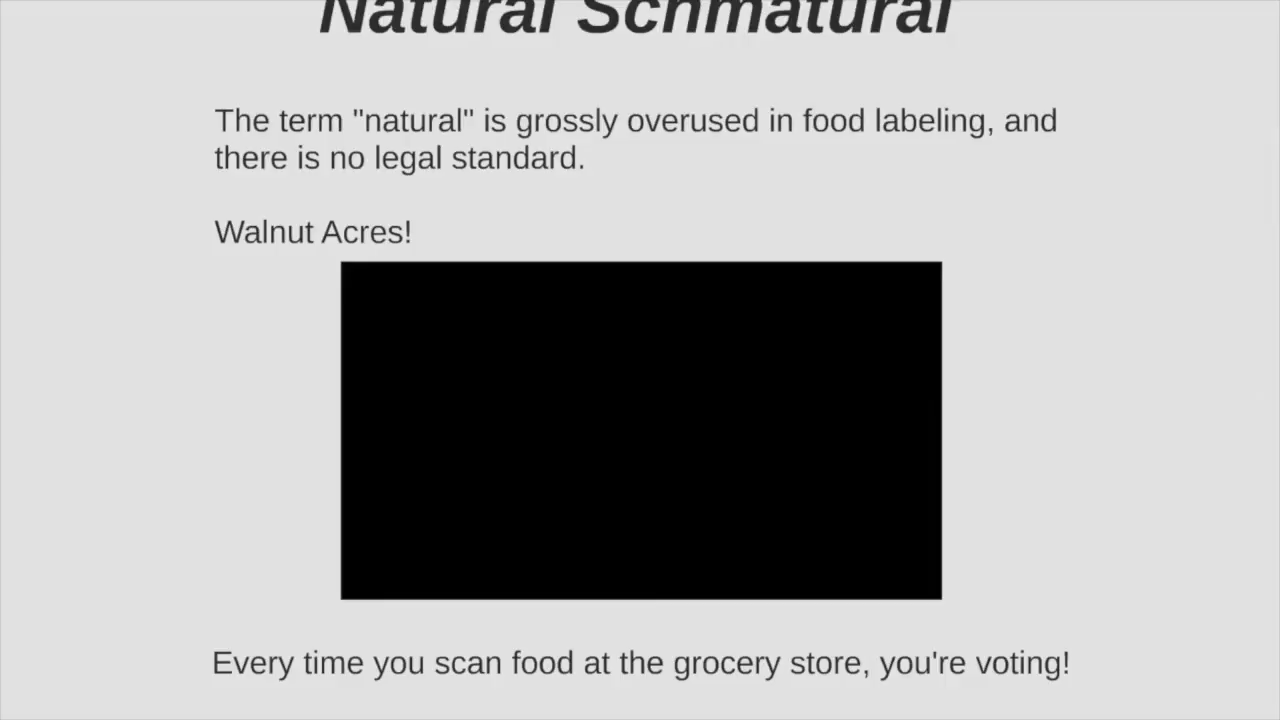 Natural Schmatural
The term "natural" is grossly overused in food labeling, and
there is no legal standard.
Walnut Acres!
Every time you scan food at the grocery store, you're voting!